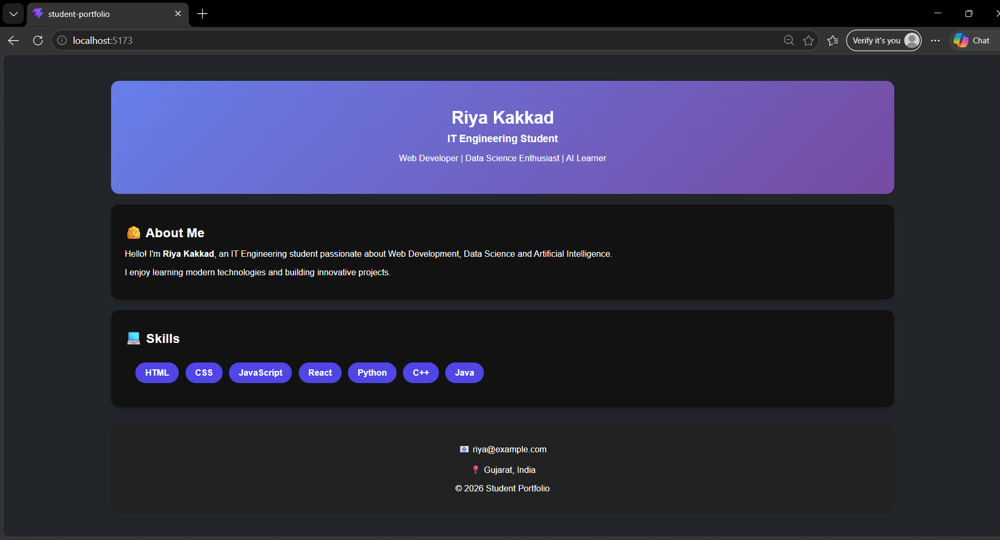 student-portfolio
localhost:5173
Verify it's you
Chat
Riya Kakkad
IT Engineering Student
Web Developer | Data Science Enthusiast | AI Learner
About Me
Hello! I'm Riya Kakkad, an IT Engineering student passionate about Web Development, Data Science and Artificial Intelligence.
I enjoy learning modern technologies and building innovative projects.
Skills
HTML CSS JavaScript React Python C++ Java
riya@example.com
Gujarat, India
© 2026 Student Portfolio